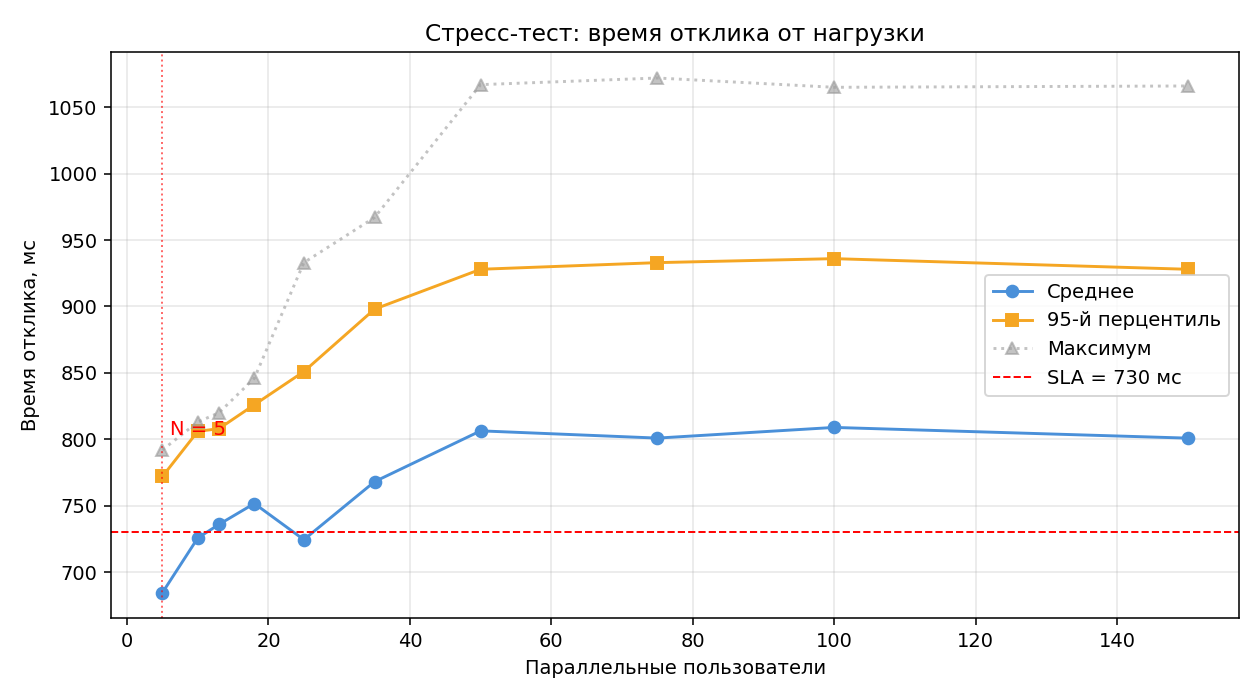 Стресс-тест: время отклика от нагрузки
Время отклика, мс
1050
1000
950
900
850
800
750
700
N = 5
Среднее
95-й перцентиль
Максимум
SLA = 730 мс
0 20 40 60 80 100 120 140
Параллельные пользователи